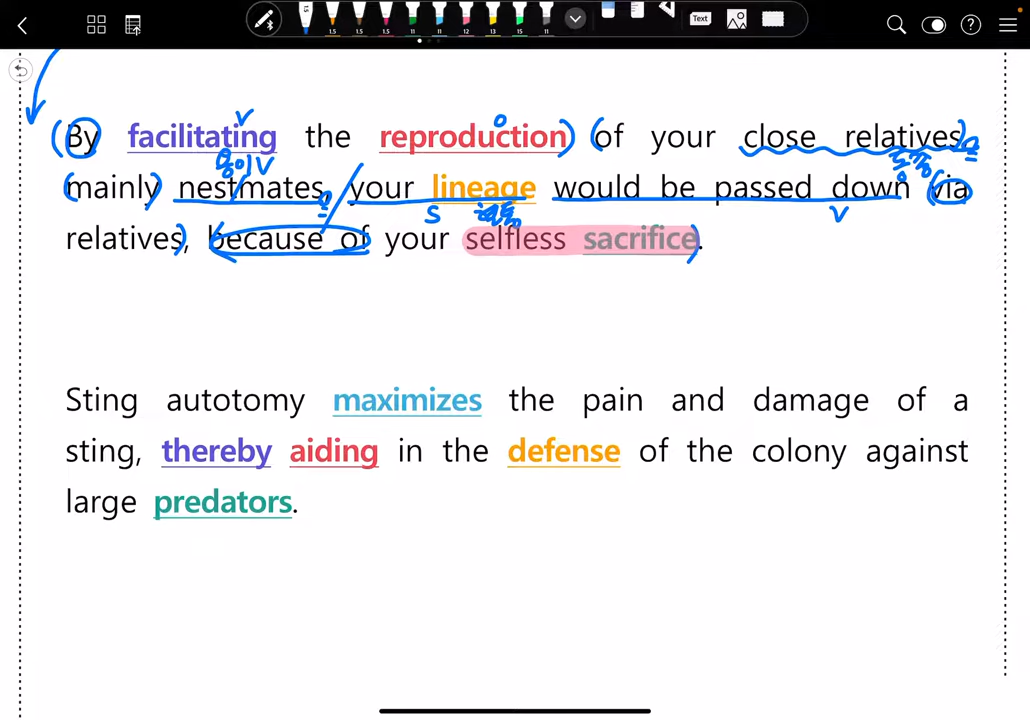 Text
By facilitating the reproduction of your close relatives,
mainly nestmates, your lineage would be passed down via
relatives, because of your selfless sacrifice.
Sting autotomy maximizes the pain and damage of a
sting, thereby aiding in the defense of the colony against
large predators.